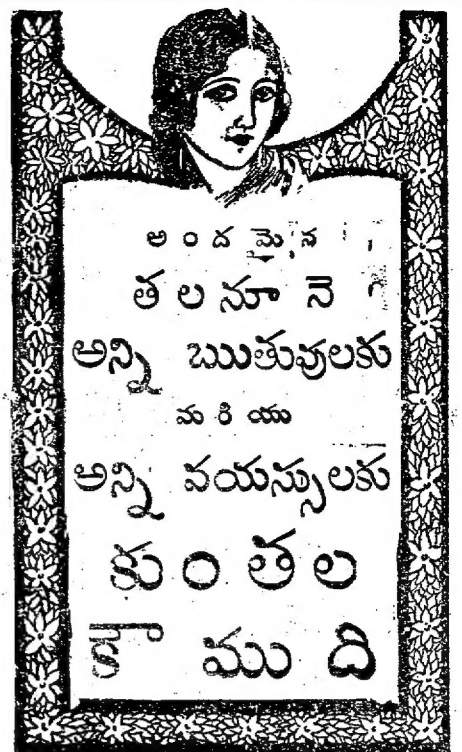 అందమైన
తలనూనె
అన్ని ఋతువులకు
మరియు
అన్ని వయస్సులకు
కుంతల
కౌముది